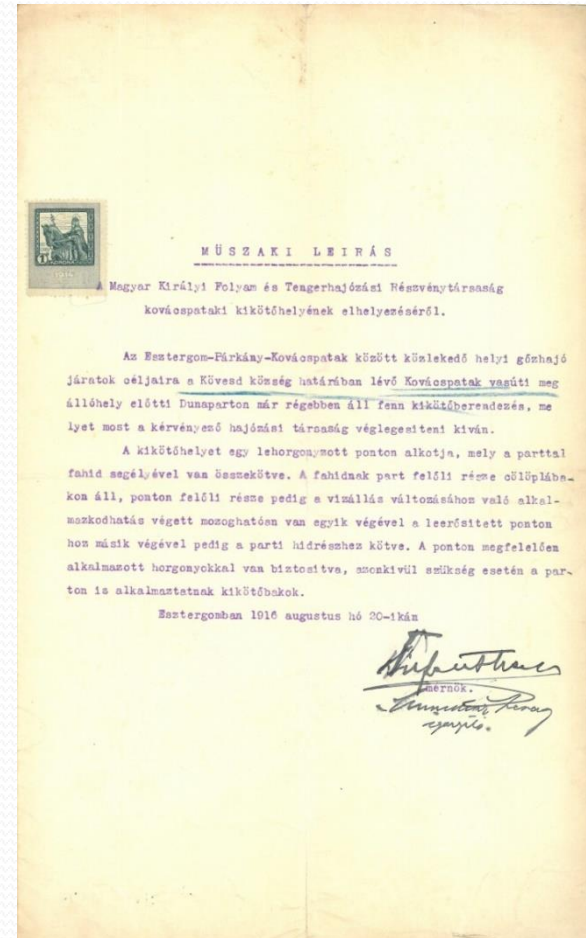 MÜSZAKI LEIRÁS
A Magyar Királyi Folyam és Tengerhajózási Részvénytársaság
kovácspataki kikötőhelyének elhelyezéséről.
Az Esztergom-Párkány-Kovácspatak között közlekedő helyi gőzhajó
járatok céljaira a Kövesd község határában lévő Kovácspatak vasúti meg
állóhely előtti Dunaparton már régebben áll fenn kikötőberendezés, me
lyet most a kérvényező hajózási társaság véglegesiteni kiván.
A kikötőhelyet egy lehorgonyzott ponton alkotja, mely a parttal
fahid segélyével van összekötve. A fahidnak part felőli része cölöplába-
kon áll, ponton felőli része pedig a vizállás változásához való alkal-
mazkodhatás végett mozgathatóan van egyik végével a leerősitett ponton
hoz másik végével pedig a parti hidrészhez kötve. A ponton megfelelően
alkalmazott horgonyokkal van biztositva, azonkivül szükség esetén a par-
ton is alkalmaztatnak kikötőbakok.
Esztergomban 1916 augustus hó 20-ikán
mérnök.